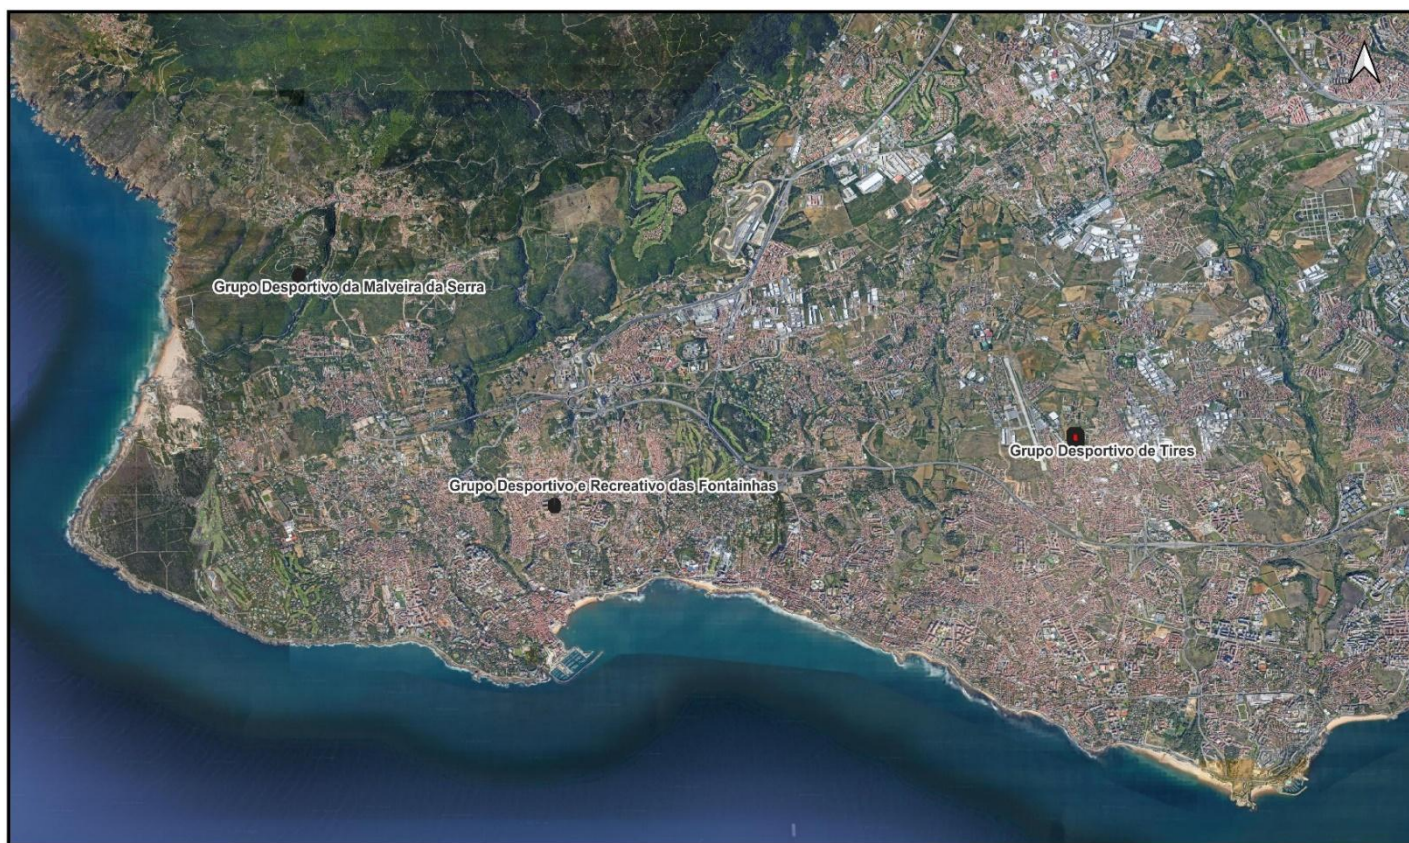 Grupo Desportivo da Malveira da Serra
Grupo Desportivo de Tires
Grupo Desportivo e Recreativo das Fontainhas